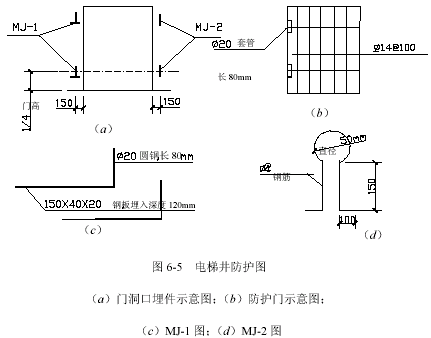 MJ-1
MJ-2
门高
1/4
150
150
(a)
Ø20 套管
长 80mm
Ø14@100
(b)
Ø20 圆钢长 80mm
150X40X20 钢板埋入深度 120mm
(c)
50mm
直径
钢筋
150
100
(d)
图 6-5 电梯井防护图
(a) 门洞口埋件示意图；(b) 防护门示意图；
(c) MJ-1 图；(d) MJ-2 图